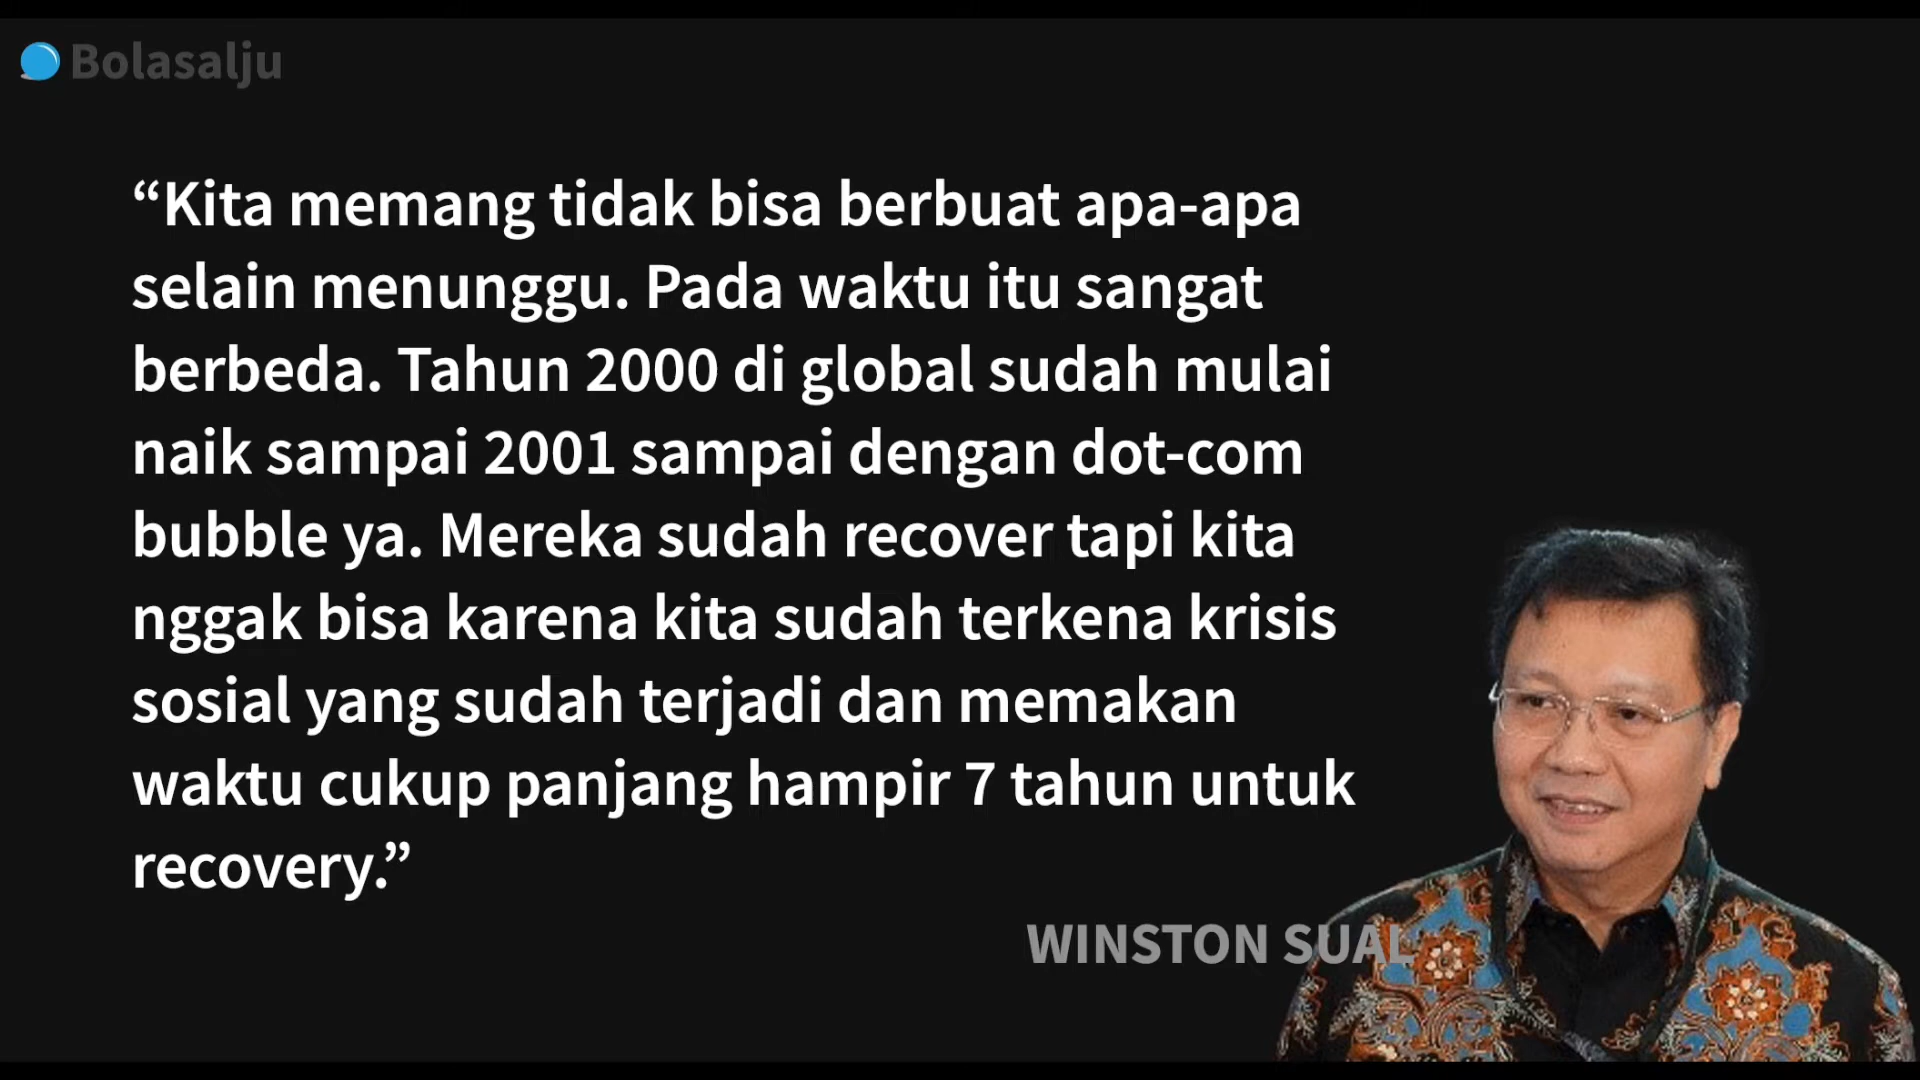 Bolasalju
“Kita memang tidak bisa berbuat apa-apa
selain menunggu. Pada waktu itu sangat
berbeda. Tahun 2000 di global sudah mulai
naik sampai 2001 sampai dengan dot-com
bubble ya. Mereka sudah recover tapi kita
nggak bisa karena kita sudah terkena krisis
sosial yang sudah terjadi dan memakan
waktu cukup panjang hampir 7 tahun untuk
recovery.”
WINSTON SUAL